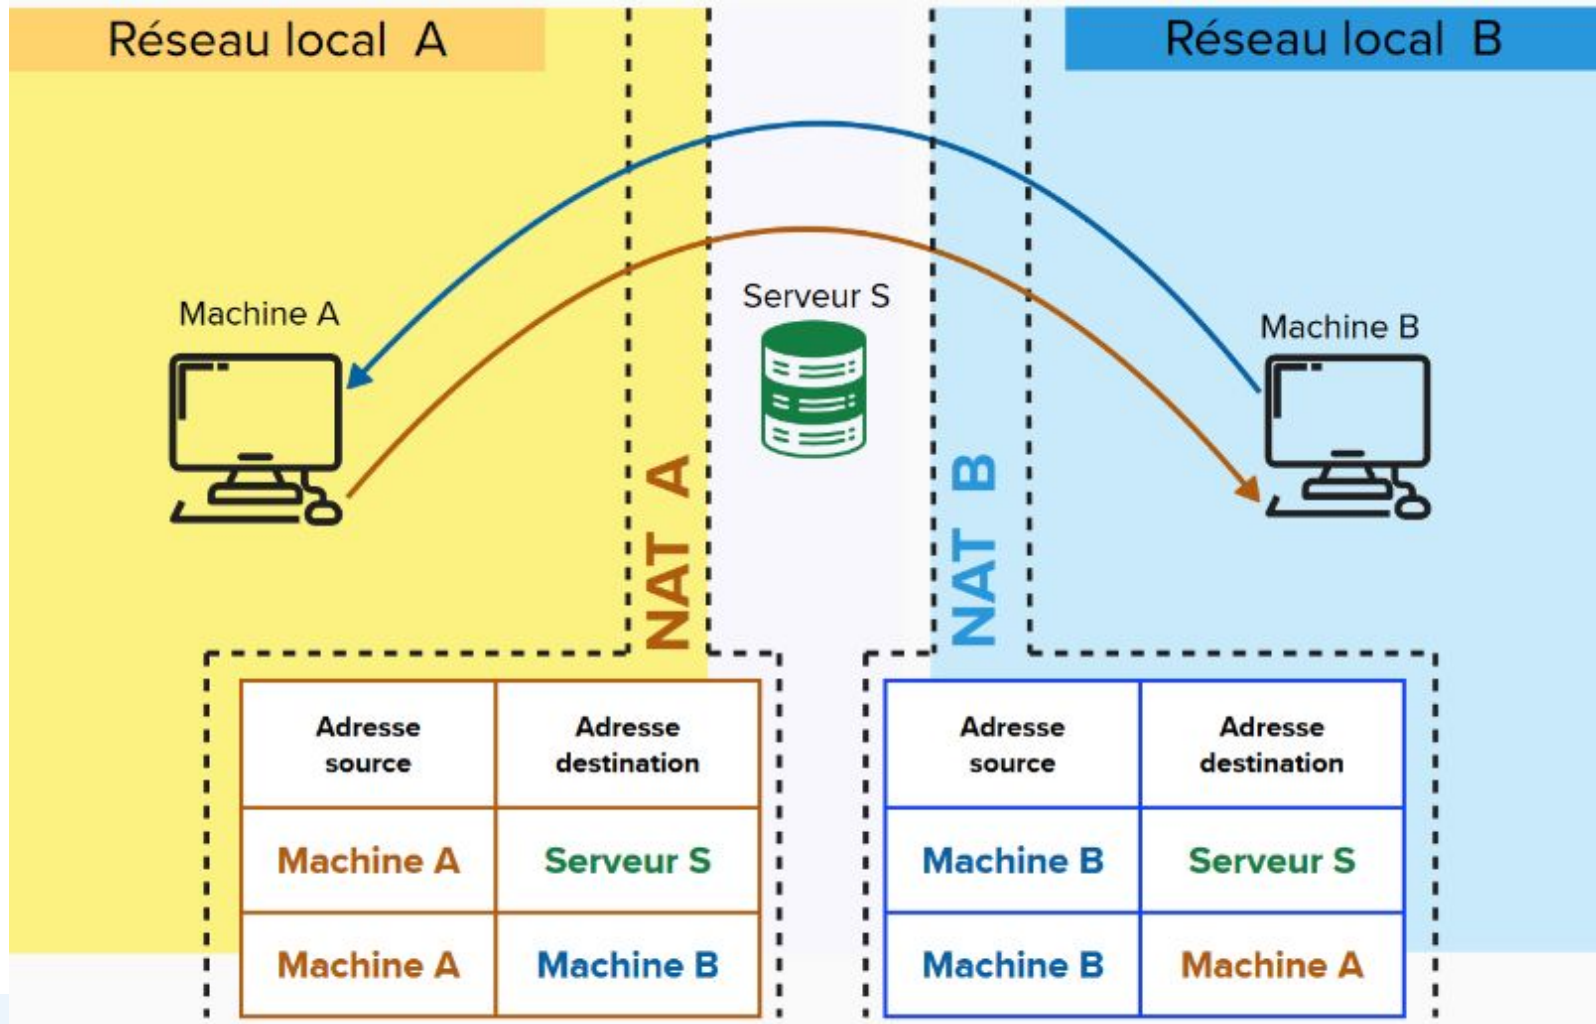 Réseau local A
Réseau local B
Machine A
Serveur S
Machine B
NAT A
NAT B
Adresse source
Adresse destination
Machine A
Serveur S
Machine A
Machine B
Adresse source
Adresse destination
Machine B
Serveur S
Machine B
Machine A